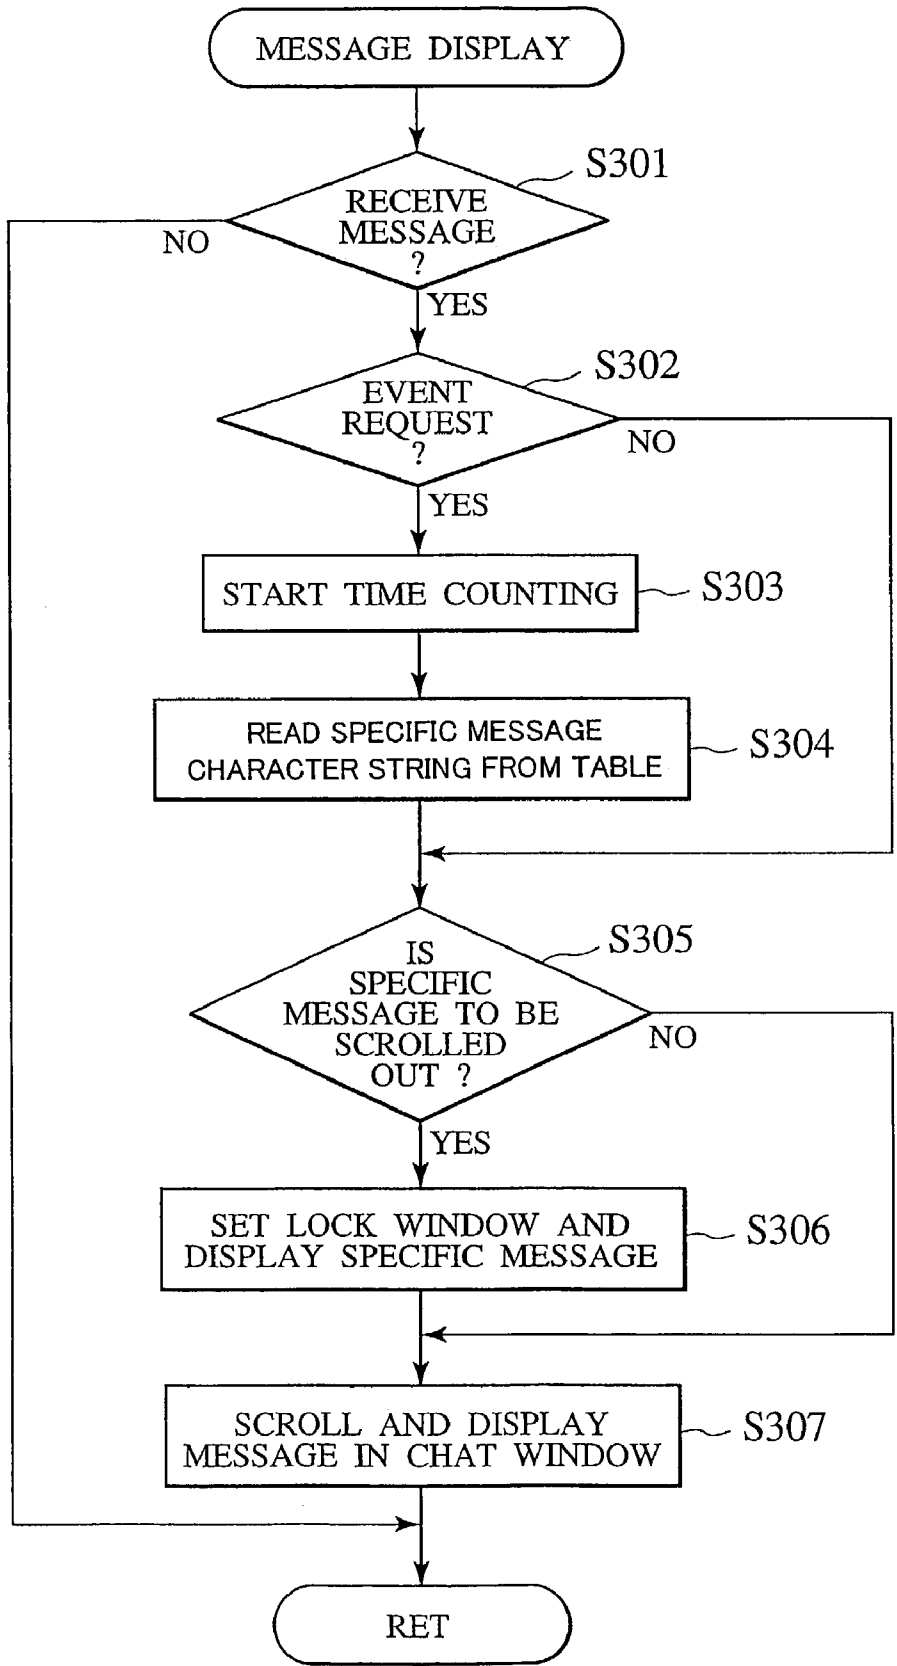 MESSAGE DISPLAY
S301
RECEIVE
MESSAGE
?
NO
YES
S302
EVENT
REQUEST
?
NO
YES
START TIME COUNTING
S303
READ SPECIFIC MESSAGE
CHARACTER STRING FROM TABLE
S304
S305
IS
SPECIFIC
MESSAGE TO BE
SCROLLED
OUT ?
NO
YES
SET LOCK WINDOW AND
DISPLAY SPECIFIC MESSAGE
S306
SCROLL AND DISPLAY
MESSAGE IN CHAT WINDOW
S307
RET